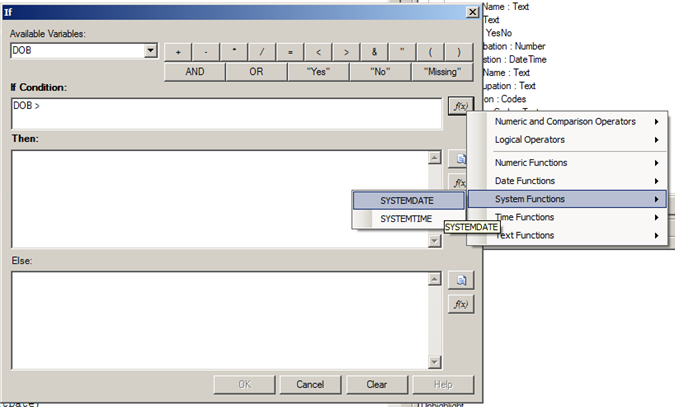 If
Available Variables:
DOB
+ - * / = < > & " ( )
AND OR "Yes" "No" "Missing"
If Condition:
DOB >
f(x)
Then:
f(x)
Else:
f(x)
OK Cancel Clear Help
Numeric and Comparison Operators
Logical Operators
Numeric Functions
Date Functions
System Functions
Time Functions
Text Functions
SYSTEMDATE
SYSTEMTIME
SYSTEMDATE
Name : Text
Text
YesNo
bation : Number
stion : DateTime
Name : Text
upation : Text
on : Codes